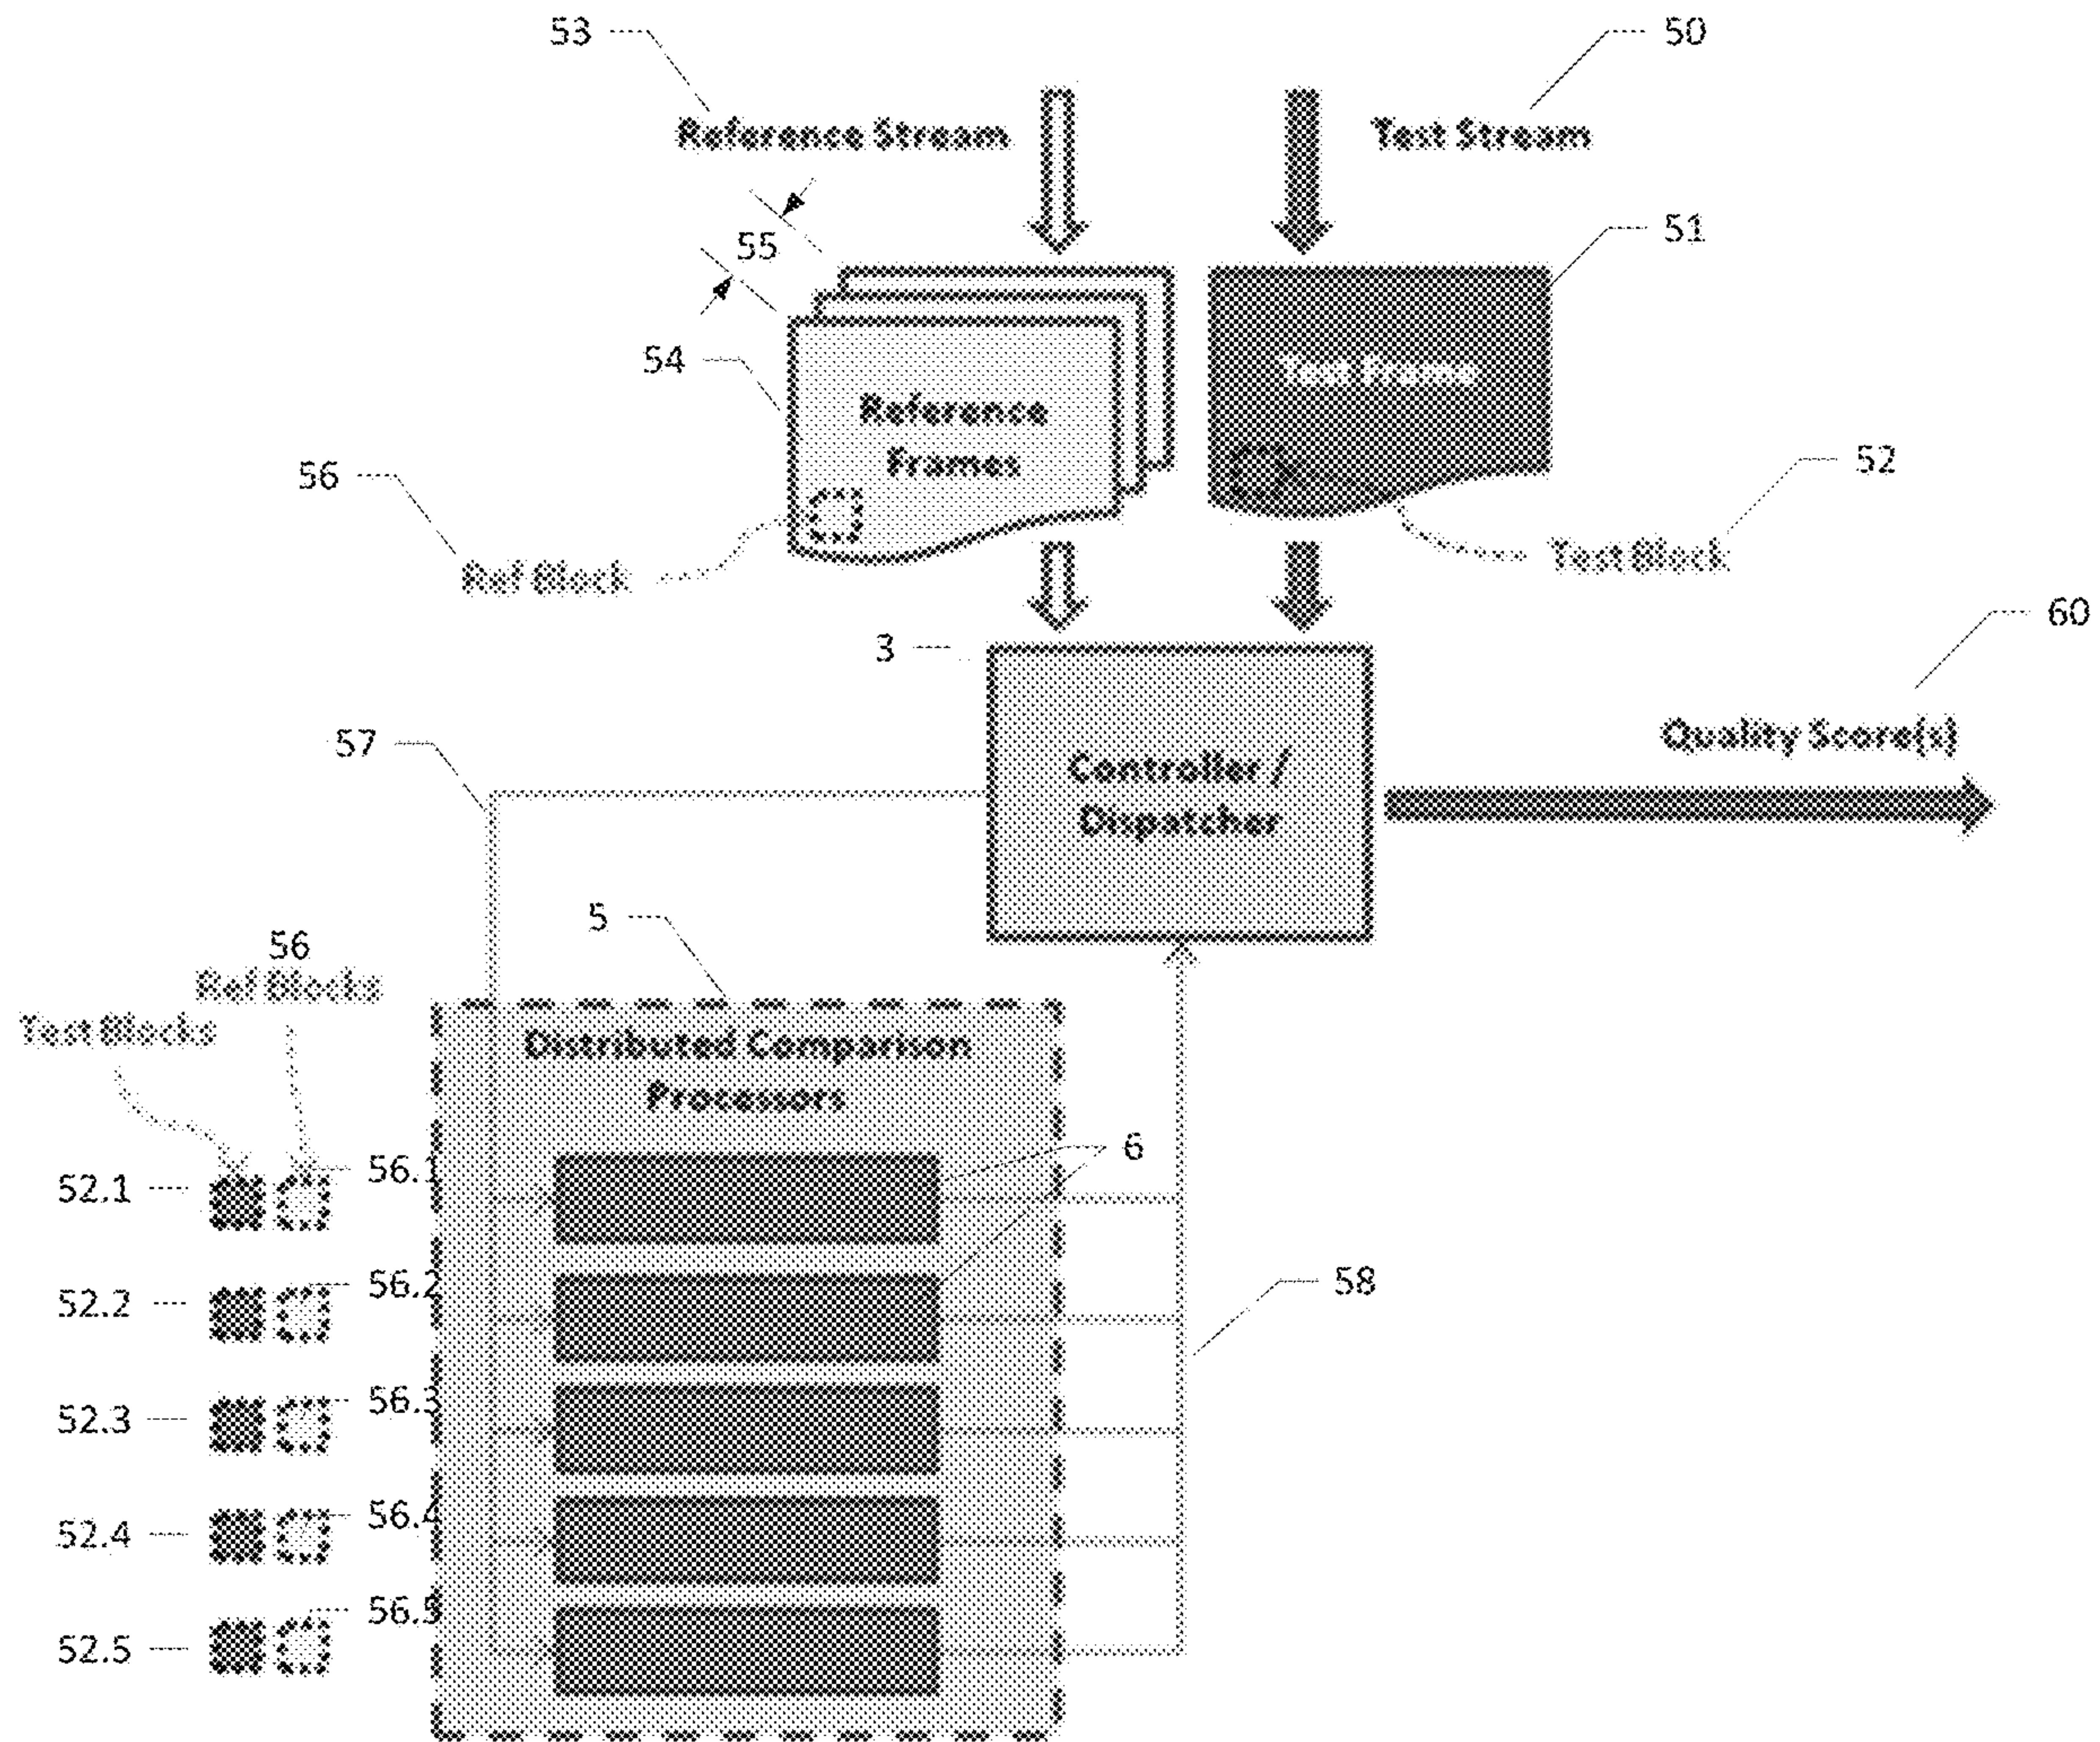 53
50
Reference Stream
Test Stream
55
51
54
Reference
Frames
Test Frame
56
52
Ref Block
Test Block
60
3
57
Quality Score(s)
Controller /
Dispatcher
5
56
Ref Blocks
Test Blocks
Distributed Comparison
Processors
6
52.1
56.1
52.2
56.2
58
52.3
56.3
52.4
56.4
52.5
56.5